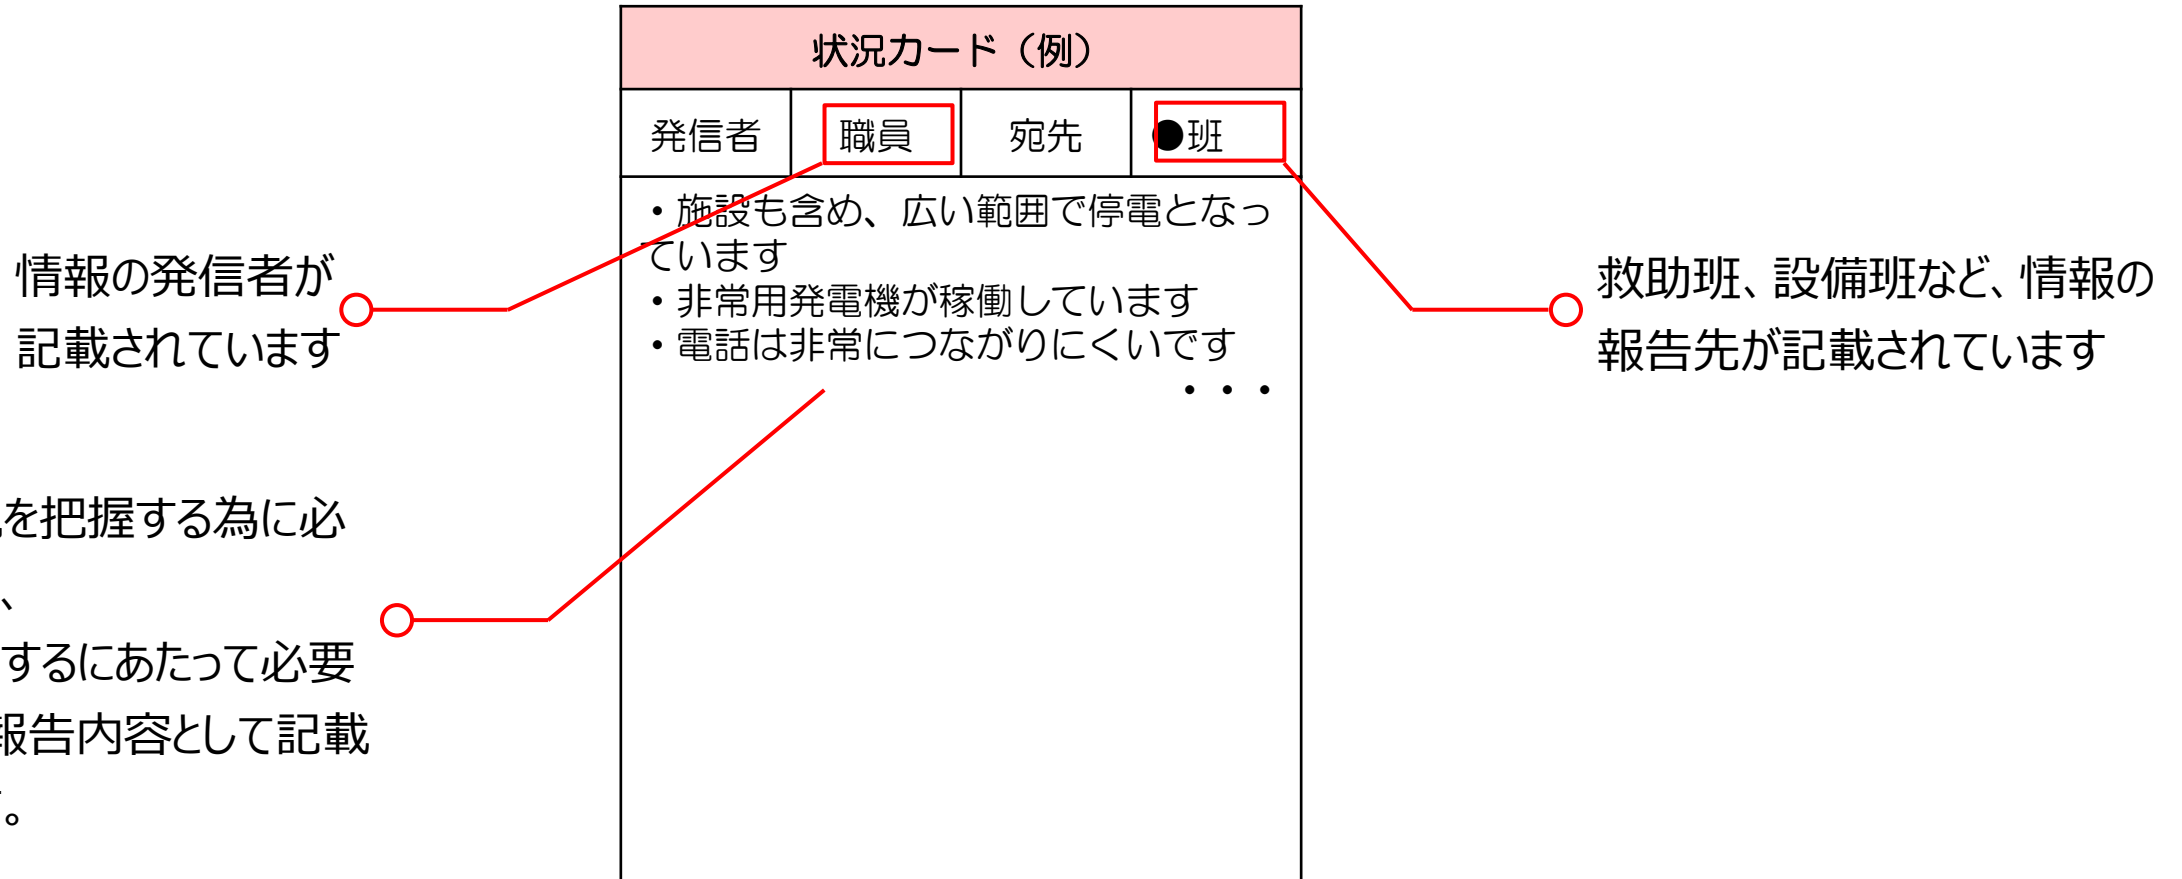 状況カード（例）
発信者 職員 宛先 ●班
・施設も含め、広い範囲で停電となっ
ています
・非常用発電機が稼働しています
・電話は非常につながりにくいです
・・・
情報の発信者が
記載されています
救助班、設備班など、情報の
報告先が記載されています
を把握する為に必
、
するにあたって必要
報告内容として記載
。